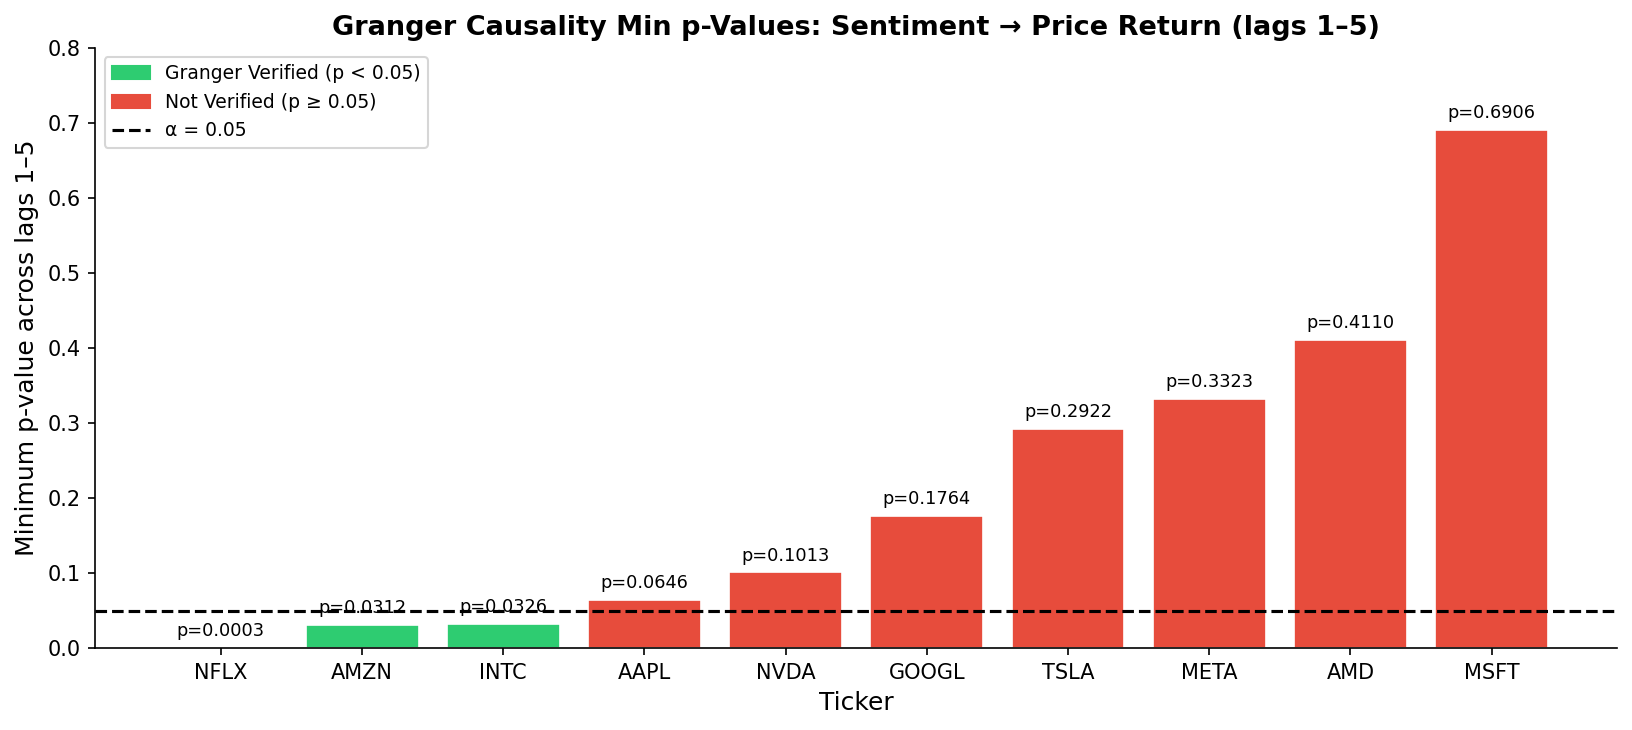 Granger Causality Min p-Values: Sentiment → Price Return (lags 1–5)
Granger Verified (p < 0.05)
Not Verified (p ≥ 0.05)
α = 0.05
Minimum p-value across lags 1–5
0.8
0.7
0.6
0.5
0.4
0.3
0.2
0.1
0.0
p=0.0003
p=0.0312
p=0.0326
p=0.0646
p=0.1013
p=0.1764
p=0.2922
p=0.3323
p=0.4110
p=0.6906
NFLX AMZN INTC AAPL NVDA GOOGL TSLA META AMD MSFT
Ticker